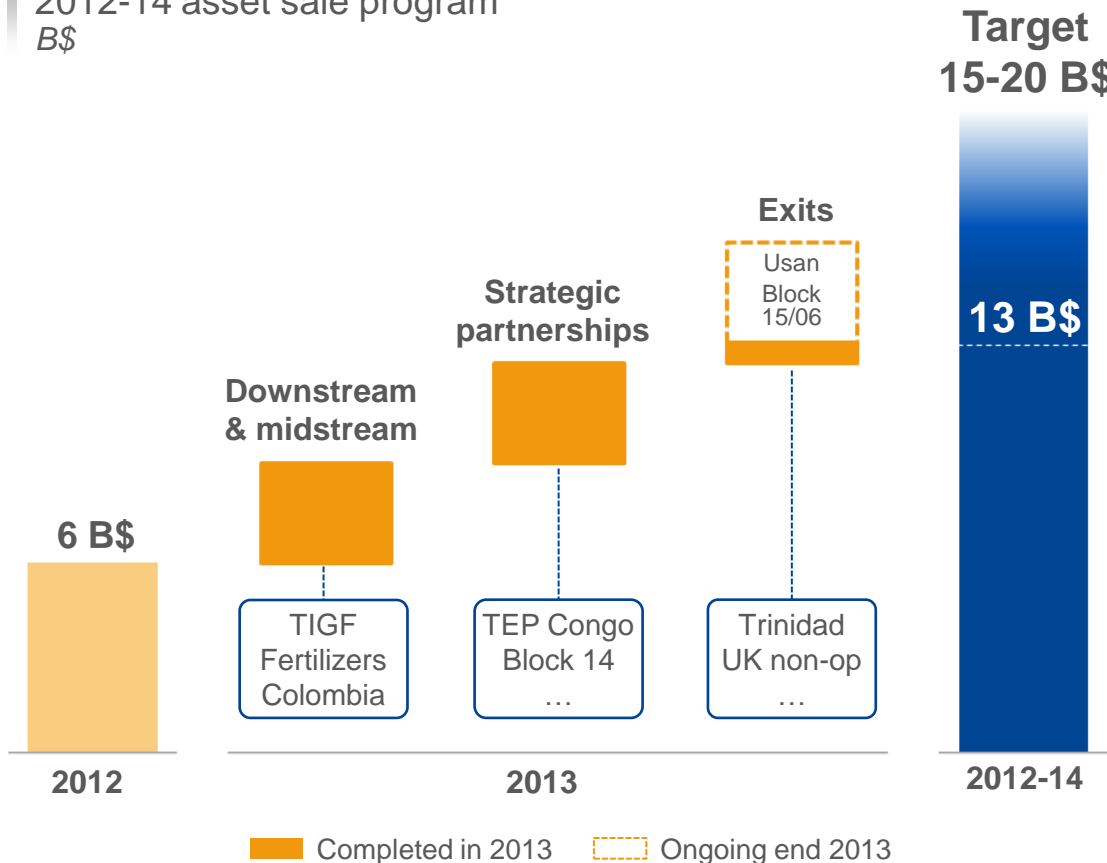 2012-14 asset sale program
B$
Target
15-20 B$
Exits
Usan
Block
15/06
Strategic
partnerships
13 B$
Downstream
& midstream
6 B$
TIGF
Fertilizers
Colombia
TEP Congo
Block 14
…
Trinidad
UK non-op
…
2012
2013
2012-14
Completed in 2013
Ongoing end 2013